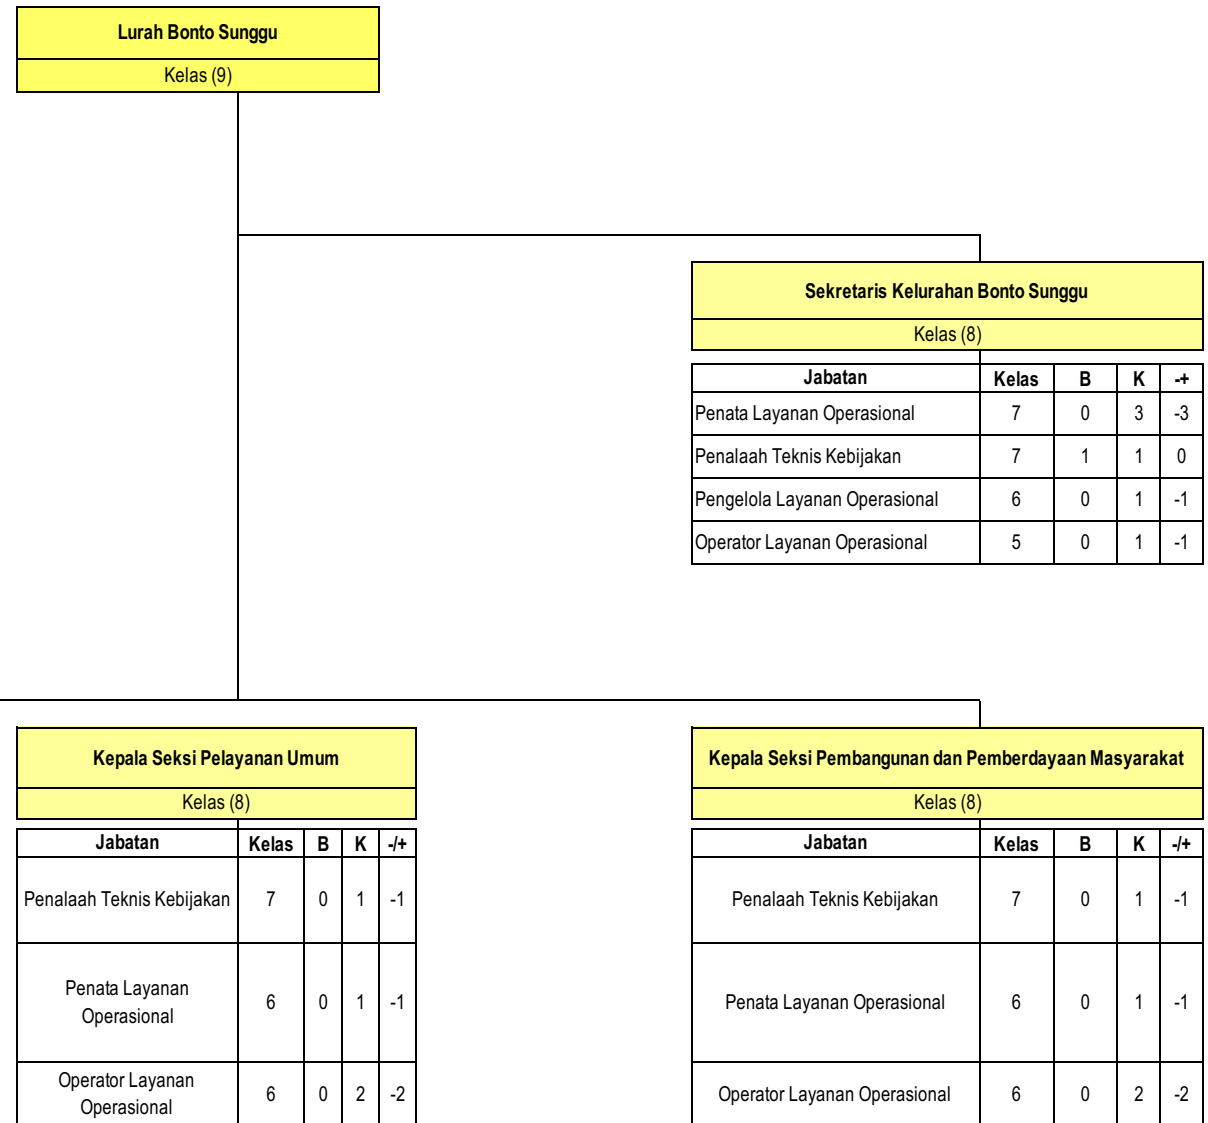 Lurah Bonto Sunggu
Kelas (9)
Sekretaris Kelurahan Bonto Sunggu
Kelas (8)
Jabatan Kelas B K -+
Penata Layanan Operasional 7 0 3 -3
Penalaah Teknis Kebijakan 7 1 1 0
Pengelola Layanan Operasional 6 0 1 -1
Operator Layanan Operasional 5 0 1 -1
Kepala Seksi Pelayanan Umum
Kelas (8)
Jabatan Kelas B K -/+
Penalaah Teknis Kebijakan 7 0 1 -1
Penata Layanan
Operasional 6 0 1 -1
Operator Layanan
Operasional 6 0 2 -2
Kepala Seksi Pembangunan dan Pemberdayaan Masyarakat
Kelas (8)
Jabatan Kelas B K -/+
Penalaah Teknis Kebijakan 7 0 1 -1
Penata Layanan Operasional 6 0 1 -1
Operator Layanan Operasional 6 0 2 -2